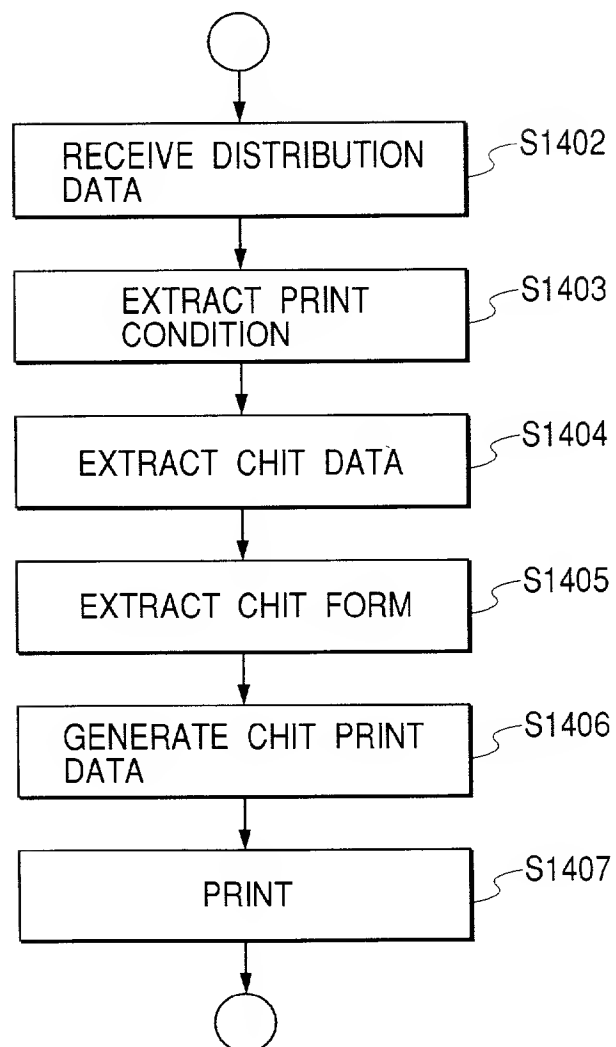 RECEIVE DISTRIBUTION
DATA
S1402
EXTRACT PRINT
CONDITION
S1403
EXTRACT CHIT DATA
S1404
EXTRACT CHIT FORM
S1405
GENERATE CHIT PRINT
DATA
S1406
PRINT
S1407